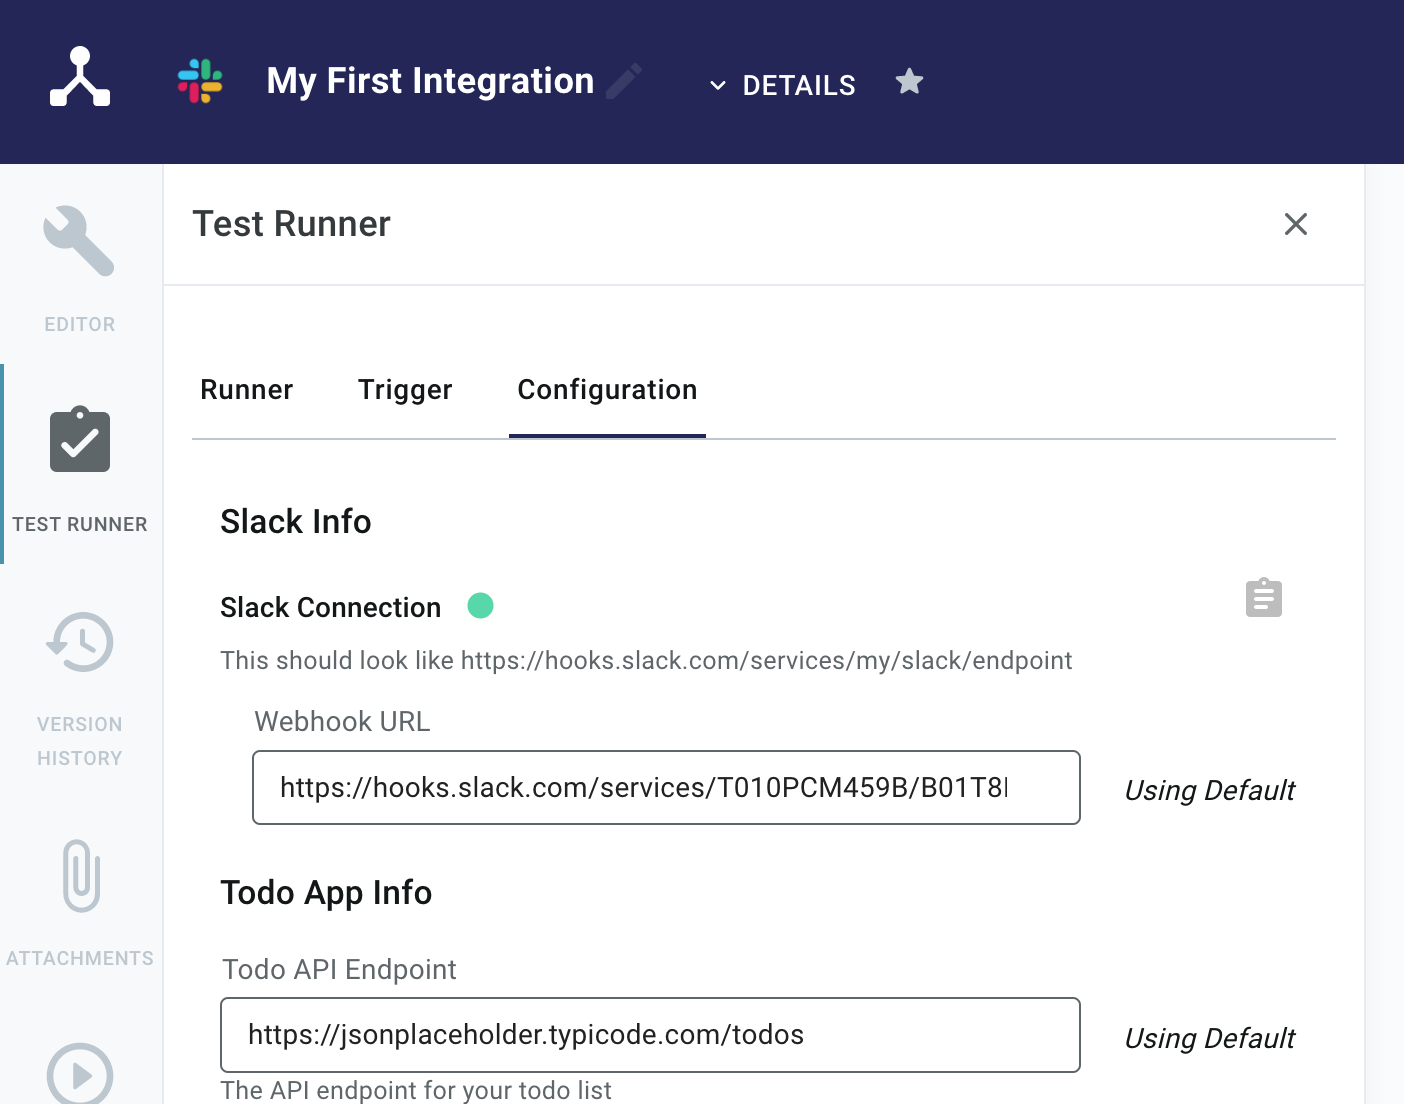 My First Integration
DETAILS
Test Runner
EDITOR
Runner Trigger Configuration
TEST RUNNER
Slack Info
Slack Connection
This should look like https://hooks.slack.com/services/my/slack/endpoint
Webhook URL
https://hooks.slack.com/services/T010PCM459B/B01T8
Using Default
VERSION
HISTORY
Todo App Info
ATTACHMENTS
Todo API Endpoint
https://jsonplaceholder.typicode.com/todos
Using Default
The API endpoint for your todo list